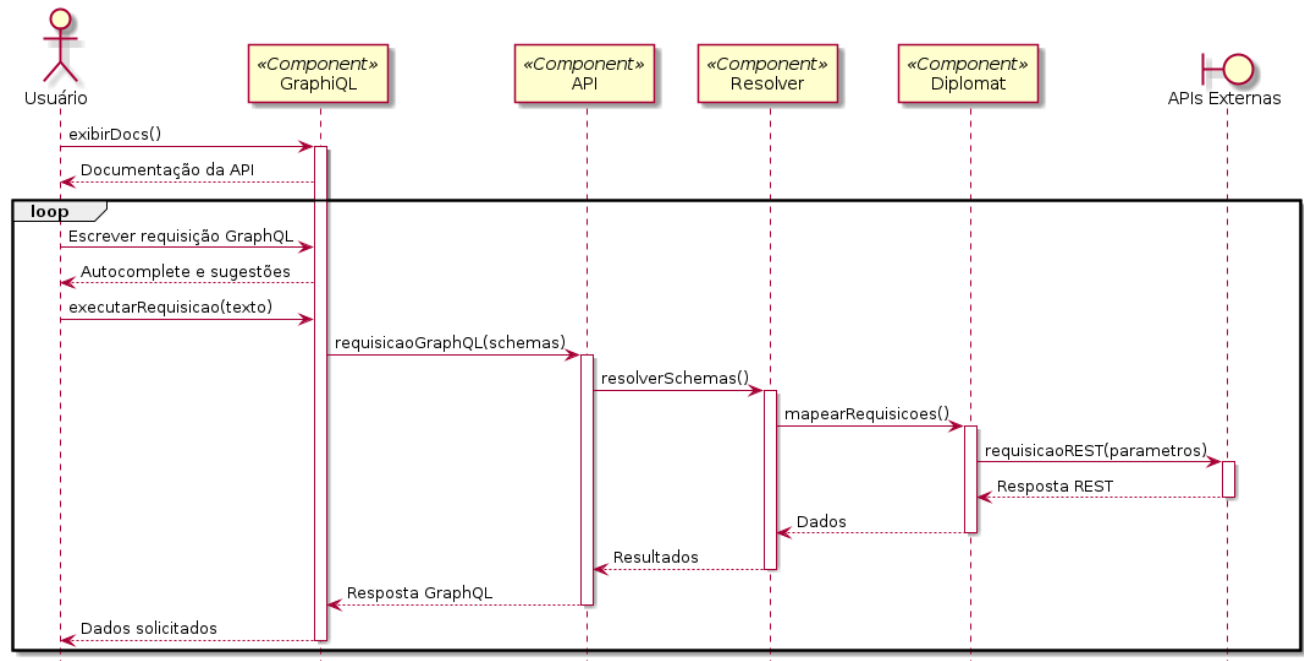 «Component»
«Component»
«Component»
«Component»
Usuário
GraphiQL
API
Resolver
Diplomat
APIs Externas
exibirDocs()
Documentação da API
loop
Escrever requisição GraphQL
Autocomplete e sugestões
executarRequisicao(texto)
requisicaoGraphQL(schemas)
resolverSchemas()
mapearRequisicoes()
requisicaoREST(parametros)
Resposta REST
Dados
Resultados
Resposta GraphQL
Dados solicitados